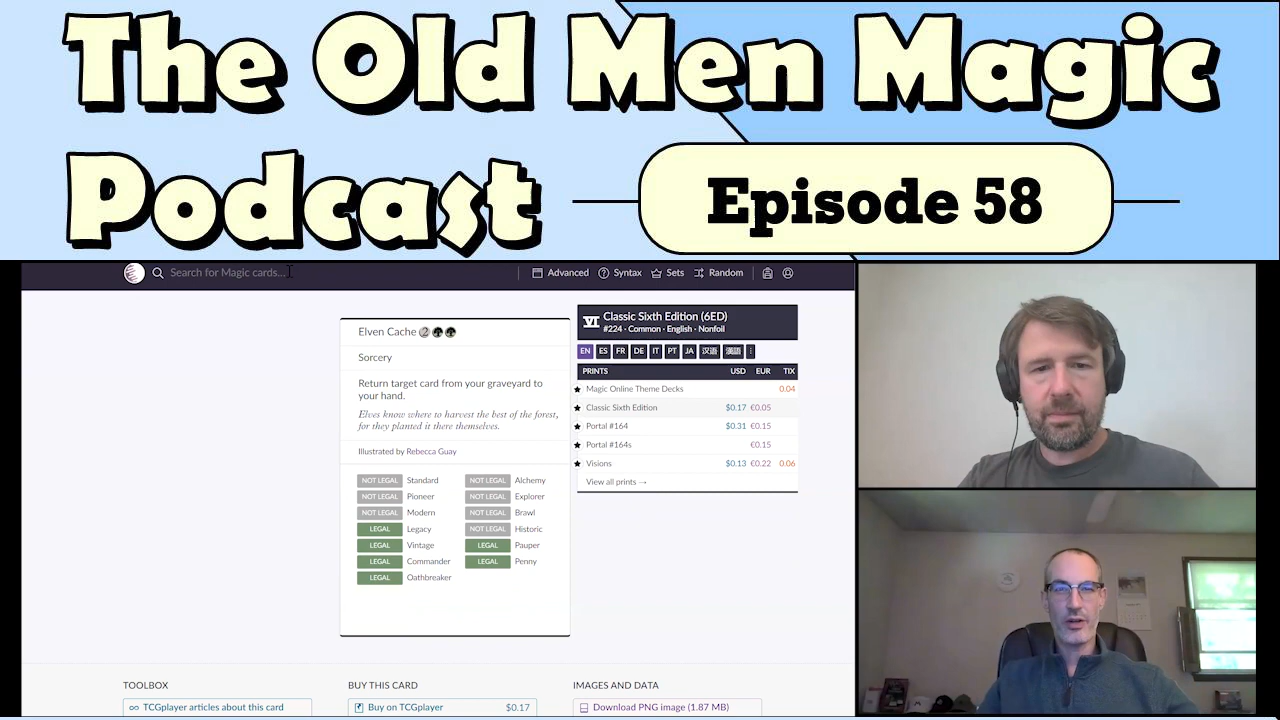 The Old Men Magic
Podcast
Episode 58
Search for Magic cards...
Advanced
Syntax
Sets
Random
Elven Cache 2
Sorcery
Return target card from your graveyard to
your hand.
Elves know where to harvest the best of the forest,
for they planted it there themselves.
Illustrated by Rebecca Guay
NOT LEGAL Standard NOT LEGAL Alchemy
NOT LEGAL Pioneer NOT LEGAL Explorer
NOT LEGAL Modern NOT LEGAL Brawl
LEGAL Legacy NOT LEGAL Historic
LEGAL Vintage LEGAL Pauper
LEGAL Commander LEGAL Penny
LEGAL Oathbreaker
VI
Classic Sixth Edition (6ED)
#224 · Common · English · Nonfoil
EN ES FR DE IT PT JA 汉语 漢語
PRINTS USD EUR TIX
Magic Online Theme Decks 0.04
Classic Sixth Edition $0.17 €0.05
Portal #164 $0.31 €0.15
Portal #164s €0.15
Visions $0.13 €0.22 0.06
View all prints →
TOOLBOX
TCGplayer articles about this card
BUY THIS CARD
Buy on TCGplayer $0.17
IMAGES AND DATA
Download PNG image (1.87 MB)